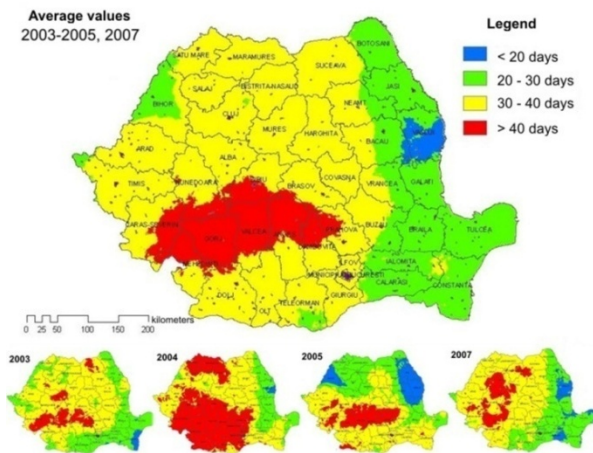 Average values
2003-2005, 2007
Legend
< 20 days
20 - 30 days
30 - 40 days
> 40 days
BOTOSANI
SATU MARE
MARAMURES
SUCEAVA
SALAJ
BISTRITA-NASAUD
JASI
BIHOR
CLUJ
NEAMT
MURES
HARGHITA
BACAU
ARAD
ALBA
TIMIS
HUNEDOARA
BRASOV
COVASNA
VRANCEA
GALATI
CARAS-SEVERIN
GORJ
VALCEA
PRAHOVA
BUZAU
BRAILA
TULCEA
IALOMITA
ILFOV
CALARASI
CONSTANTA
DOLJ
OLT
TELEORMAN
GIURGIU
kilometers
0 25 50 100 150 200
2003
2004
2005
2007